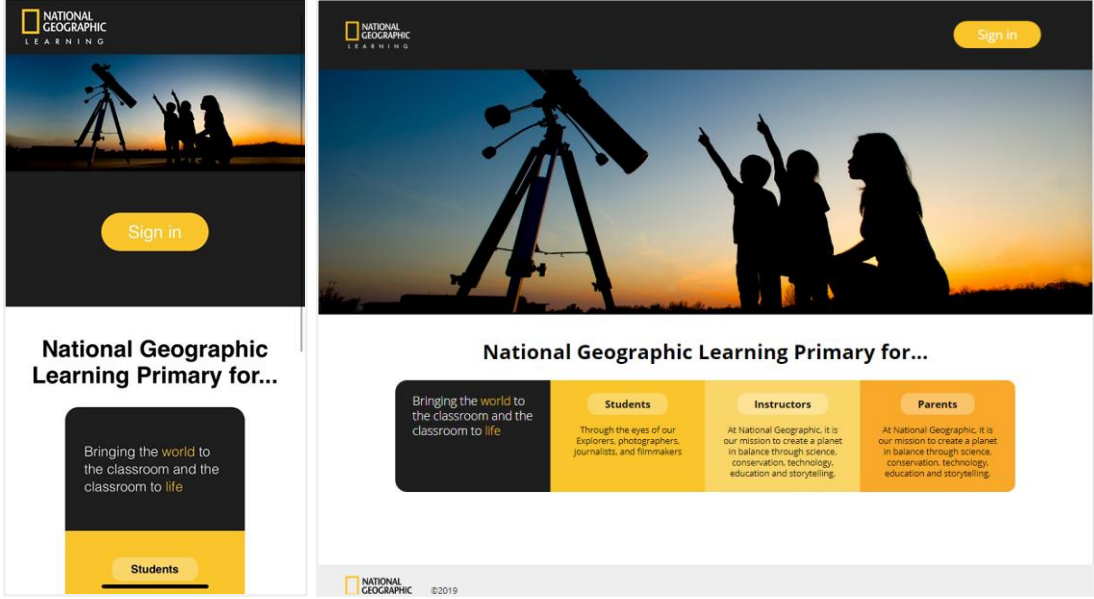 NATIONAL
GEOGRAPHIC
LEARNING
Sign in
National Geographic
Learning Primary for...
Bringing the world to
the classroom and the
classroom to life
Students
NATIONAL
GEOGRAPHIC
LEARNING
Sign in
National Geographic Learning Primary for...
Bringing the world to
the classroom and the
classroom to life
Students
Through the eyes of our
Explorers, photographers,
journalists, and filmmakers
Instructors
At National Geographic, it is
our mission to create a planet
in balance through science,
conservation, technology,
education and storytelling.
Parents
At National Geographic, it is
our mission to create a planet
in balance through science,
conservation, technology,
education and storytelling.
NATIONAL
GEOGRAPHIC
©2019